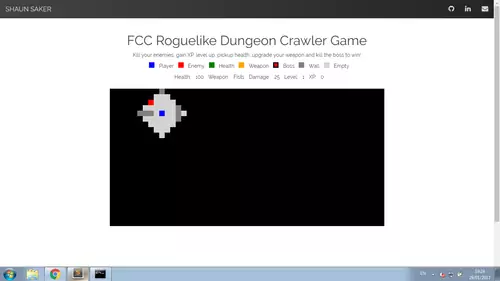 SHAUN SAKER
FCC Roguelike Dungeon Crawler Game
Kill your enemies, gain XP, level up, pickup health, upgrade your weapon and kill the boss to win!
Player Enemy Health Weapon Boss Wall Empty
Health: 100 Weapon: Fists Damage: 25 Level: 1 XP: 0
EN